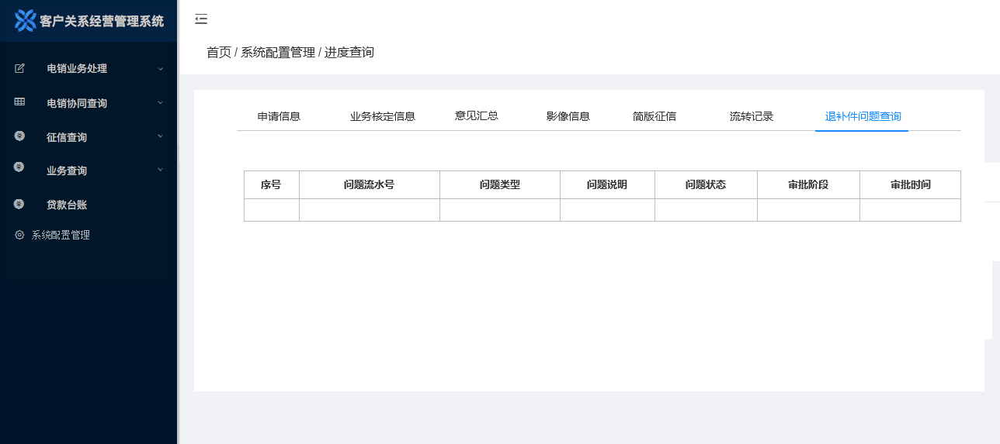 客户关系经营管理系统
电销业务处理
电销协同查询
征信查询
业务查询
贷款台账
系统配置管理
首页 / 系统配置管理 / 进度查询
申请信息 业务核定信息 意见汇总 影像信息 简版征信 流转记录 退补件问题查询
序号 问题流水号 问题类型 问题说明 问题状态 审批阶段 审批时间